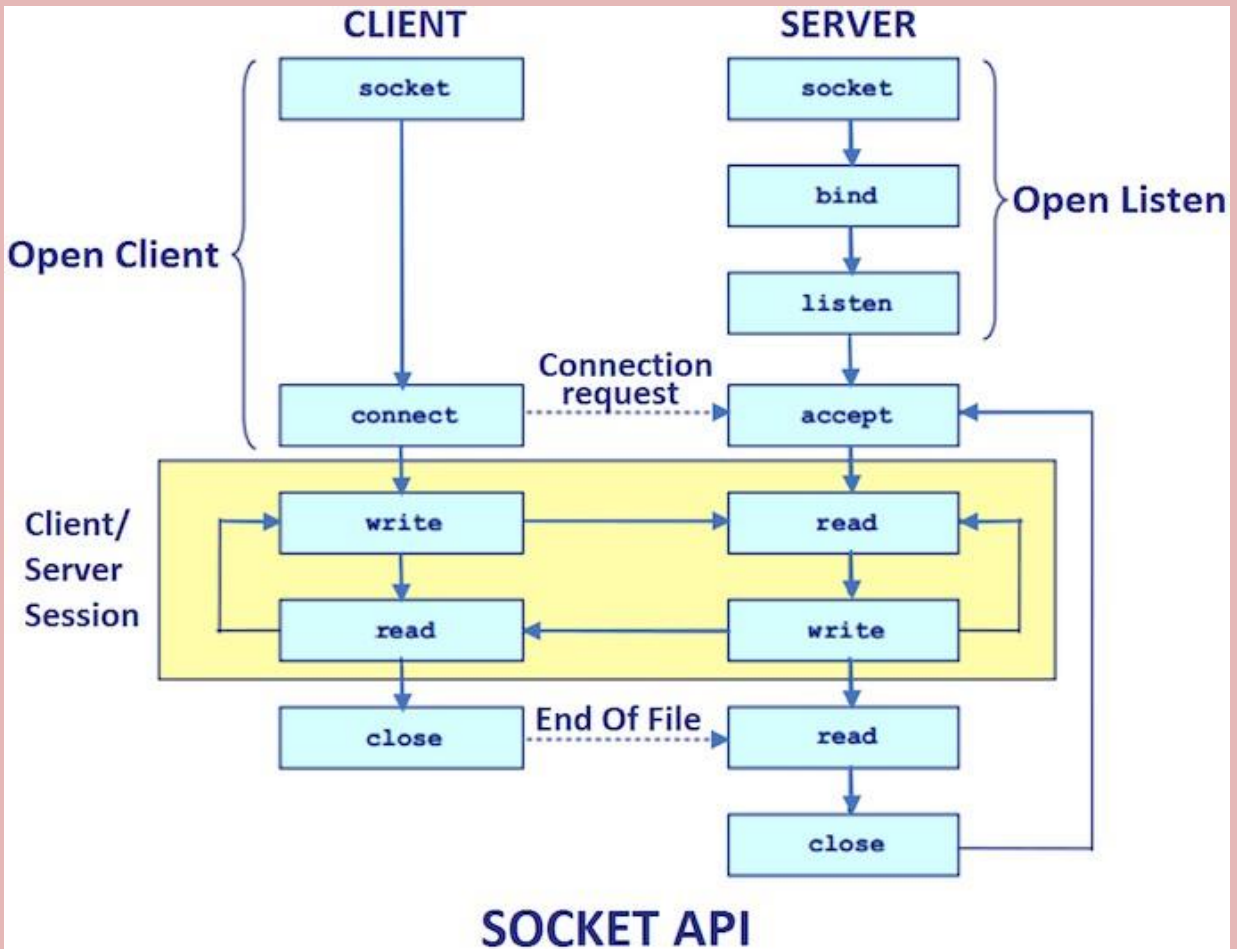 CLIENT
SERVER
socket
socket
bind
Open Listen
Open Client
listen
Connection
request
connect
accept
Client/
Server
Session
write
read
read
write
close
End Of File
read
close
SOCKET API